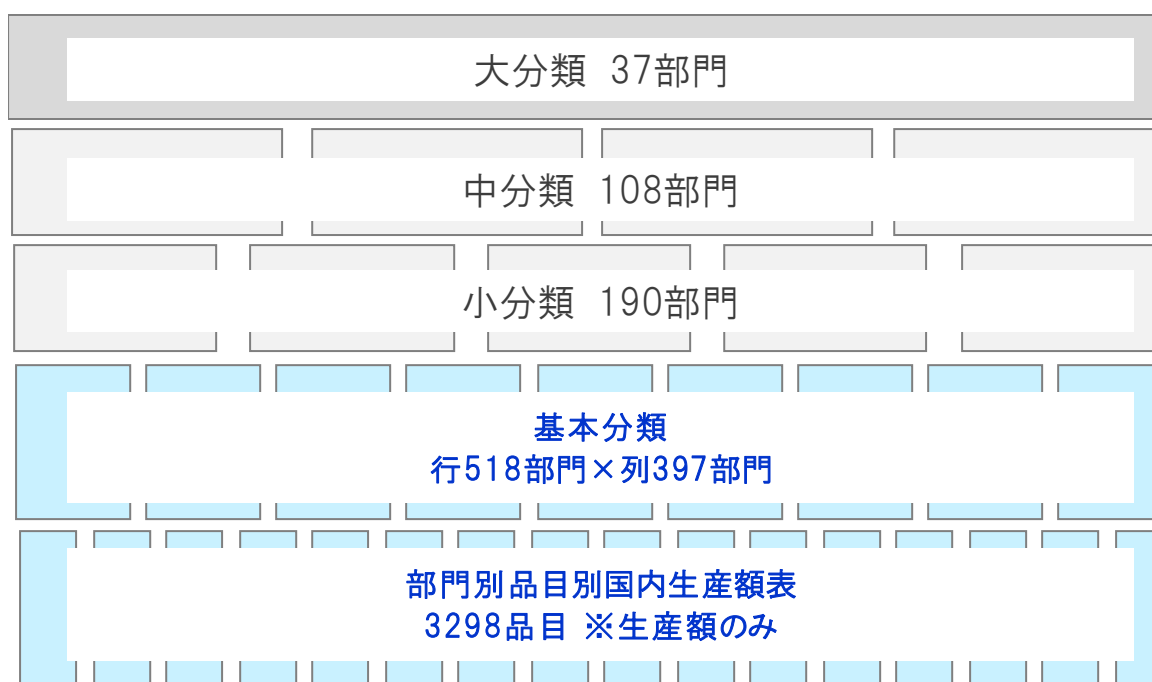 大分類 37部門
中分類 108部門
小分類 190部門
基本分類
行518部門×列397部門
部門別品目別国内生産額表
3298品目 ※生産額のみ